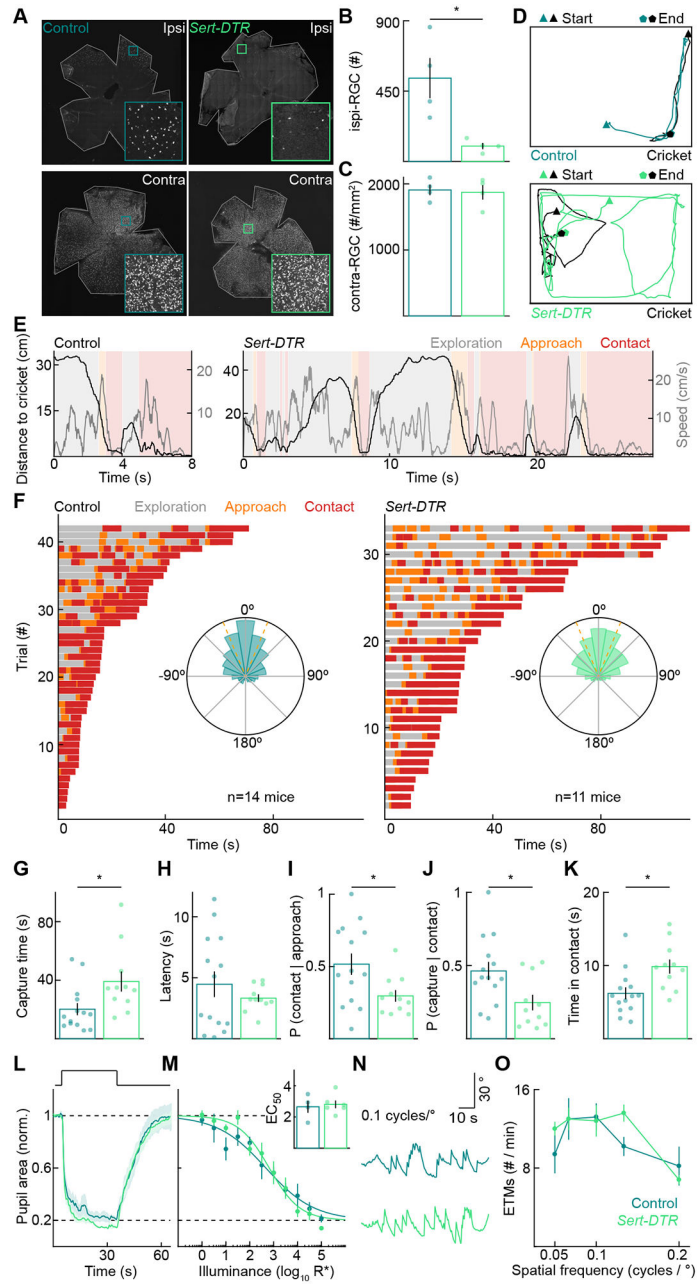 A
Control
Ipsi
Sert-DTR
Ipsi
Contra
Contra
B
ispi-RGC (#)
900
450
*
C
contra-RGC (#/mm²)
2000
1000
D
Start
End
Control
Cricket
Start
End
Sert-DTR
Cricket
E
Control
Sert-DTR
Exploration
Approach
Contact
Distance to cricket (cm)
30
15
20
10
0
4
8
Time (s)
40
20
0
10
20
Time (s)
20
10
Speed (cm/s)
F
Control
Exploration
Approach
Contact
Sert-DTR
Trial (#)
40
30
20
10
0º
-90º
90º
180º
n=14 mice
0
40
80
Time (s)
30
20
10
0º
-90º
90º
180º
n=11 mice
0
40
80
Time (s)
G
Capture time (s)
80
40
*
H
Latency (s)
10
5
I
P (contact | approach)
1
0.5
*
J
P (capture | contact)
1
0.5
*
K
Time in contact (s)
20
10
0
*
L
Pupil area (norm.)
1
0.6
0.2
30
60
Time (s)
M
EC50
4
2
0
2
4
Illuminance (log10 R*)
N
0.1 cycles/°
30 °
10 s
O
ETMs (# / min)
15
10
5
0
Control
Sert-DTR
0.05
0.1
0.2
Spatial frequency (cycles / °)